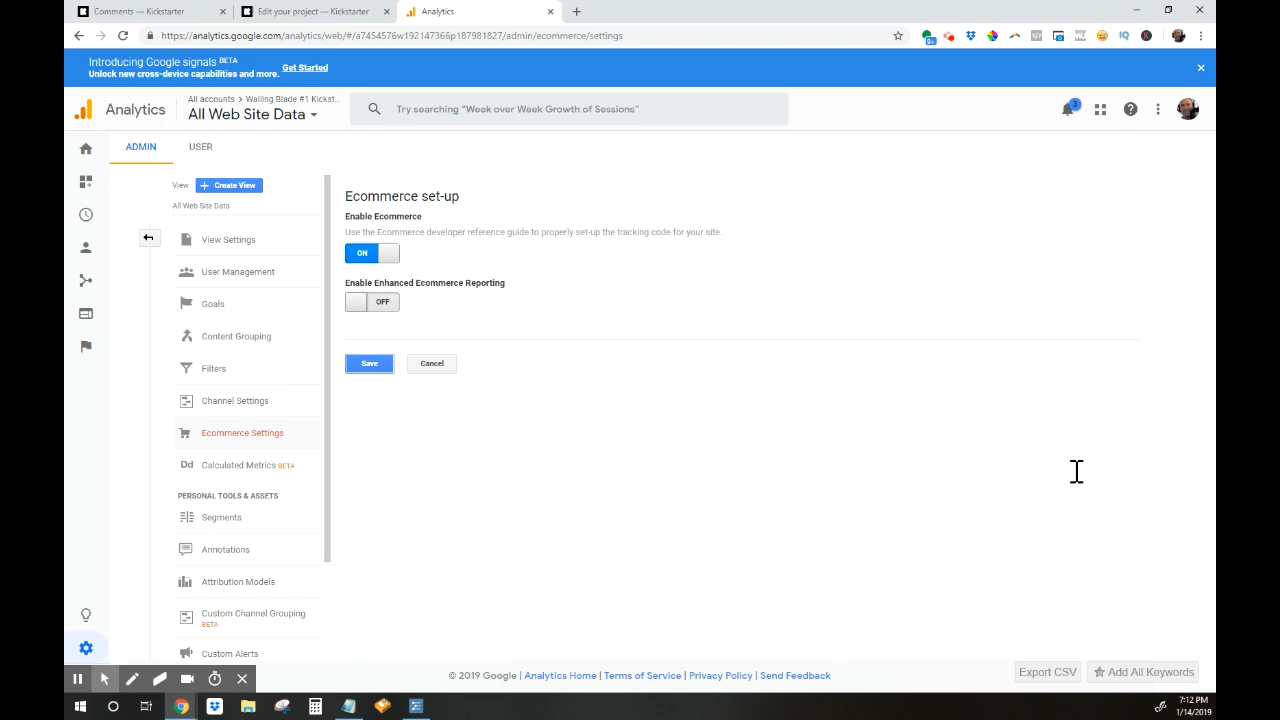 Comments — Kickstarter
Edit your project — Kickstarter
Analytics
https://analytics.google.com/analytics/web/#/a7454576w192147366p187981827/admin/ecommerce/settings
9+
IQ
Introducing Google signals BETA
Unlock new cross-device capabilities and more.
Get Started
Analytics
All accounts > Wailing Blade #1 Kickst...
All Web Site Data
Try searching "Week over Week Growth of Sessions"
3
ADMIN
USER
View
+ Create View
All Web Site Data
View Settings
User Management
Goals
Content Grouping
Filters
Channel Settings
Ecommerce Settings
Dd Calculated Metrics BETA
PERSONAL TOOLS & ASSETS
Segments
Annotations
Attribution Models
Custom Channel Grouping
BETA
Custom Alerts
Ecommerce set-up
Enable Ecommerce
Use the Ecommerce developer reference guide to properly set-up the tracking code for your site.
ON
Enable Enhanced Ecommerce Reporting
OFF
Save
Cancel
© 2019 Google | Analytics Home | Terms of Service | Privacy Policy | Send Feedback
Export CSV
Add All Keywords
7:12 PM
1/14/2019